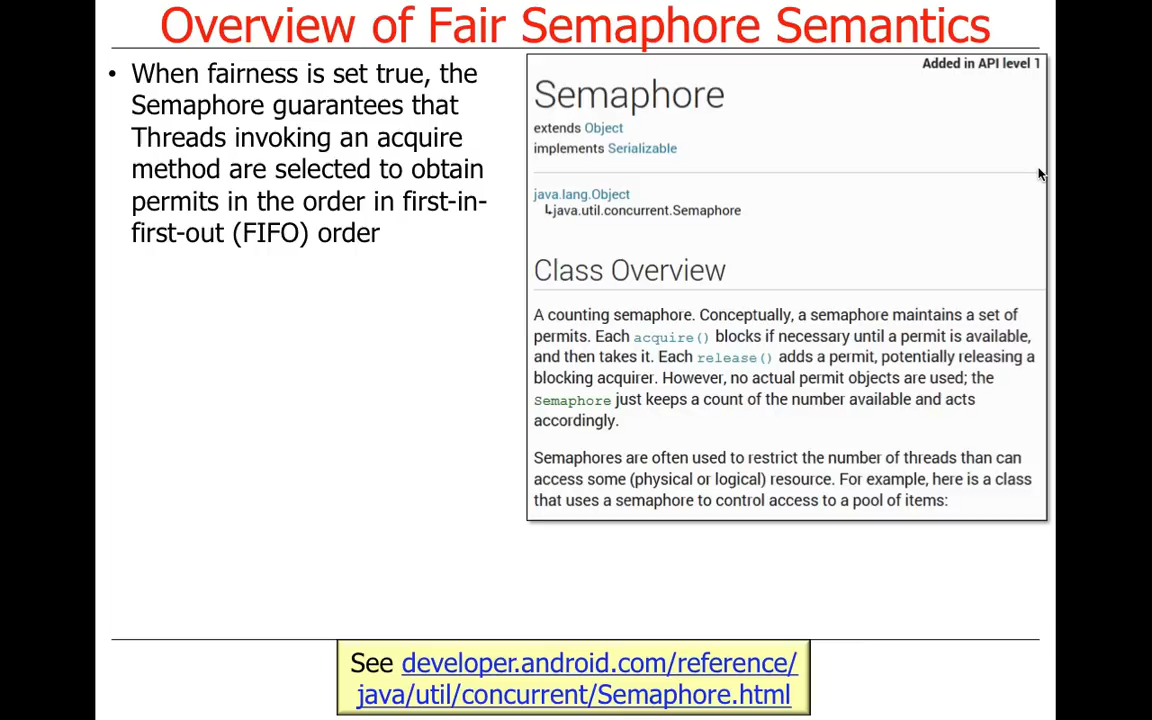 Overview of Fair Semaphore Semantics
• When fairness is set true, the
Semaphore guarantees that
Threads invoking an acquire
method are selected to obtain
permits in the order in first-in-
first-out (FIFO) order
Added in API level 1
Semaphore
extends Object
implements Serializable
java.lang.Object
↳java.util.concurrent.Semaphore
Class Overview
A counting semaphore. Conceptually, a semaphore maintains a set of
permits. Each acquire() blocks if necessary until a permit is available,
and then takes it. Each release() adds a permit, potentially releasing a
blocking acquirer. However, no actual permit objects are used; the
Semaphore just keeps a count of the number available and acts
accordingly.
Semaphores are often used to restrict the number of threads than can
access some (physical or logical) resource. For example, here is a class
that uses a semaphore to control access to a pool of items:
See developer.android.com/reference/
java/util/concurrent/Semaphore.html